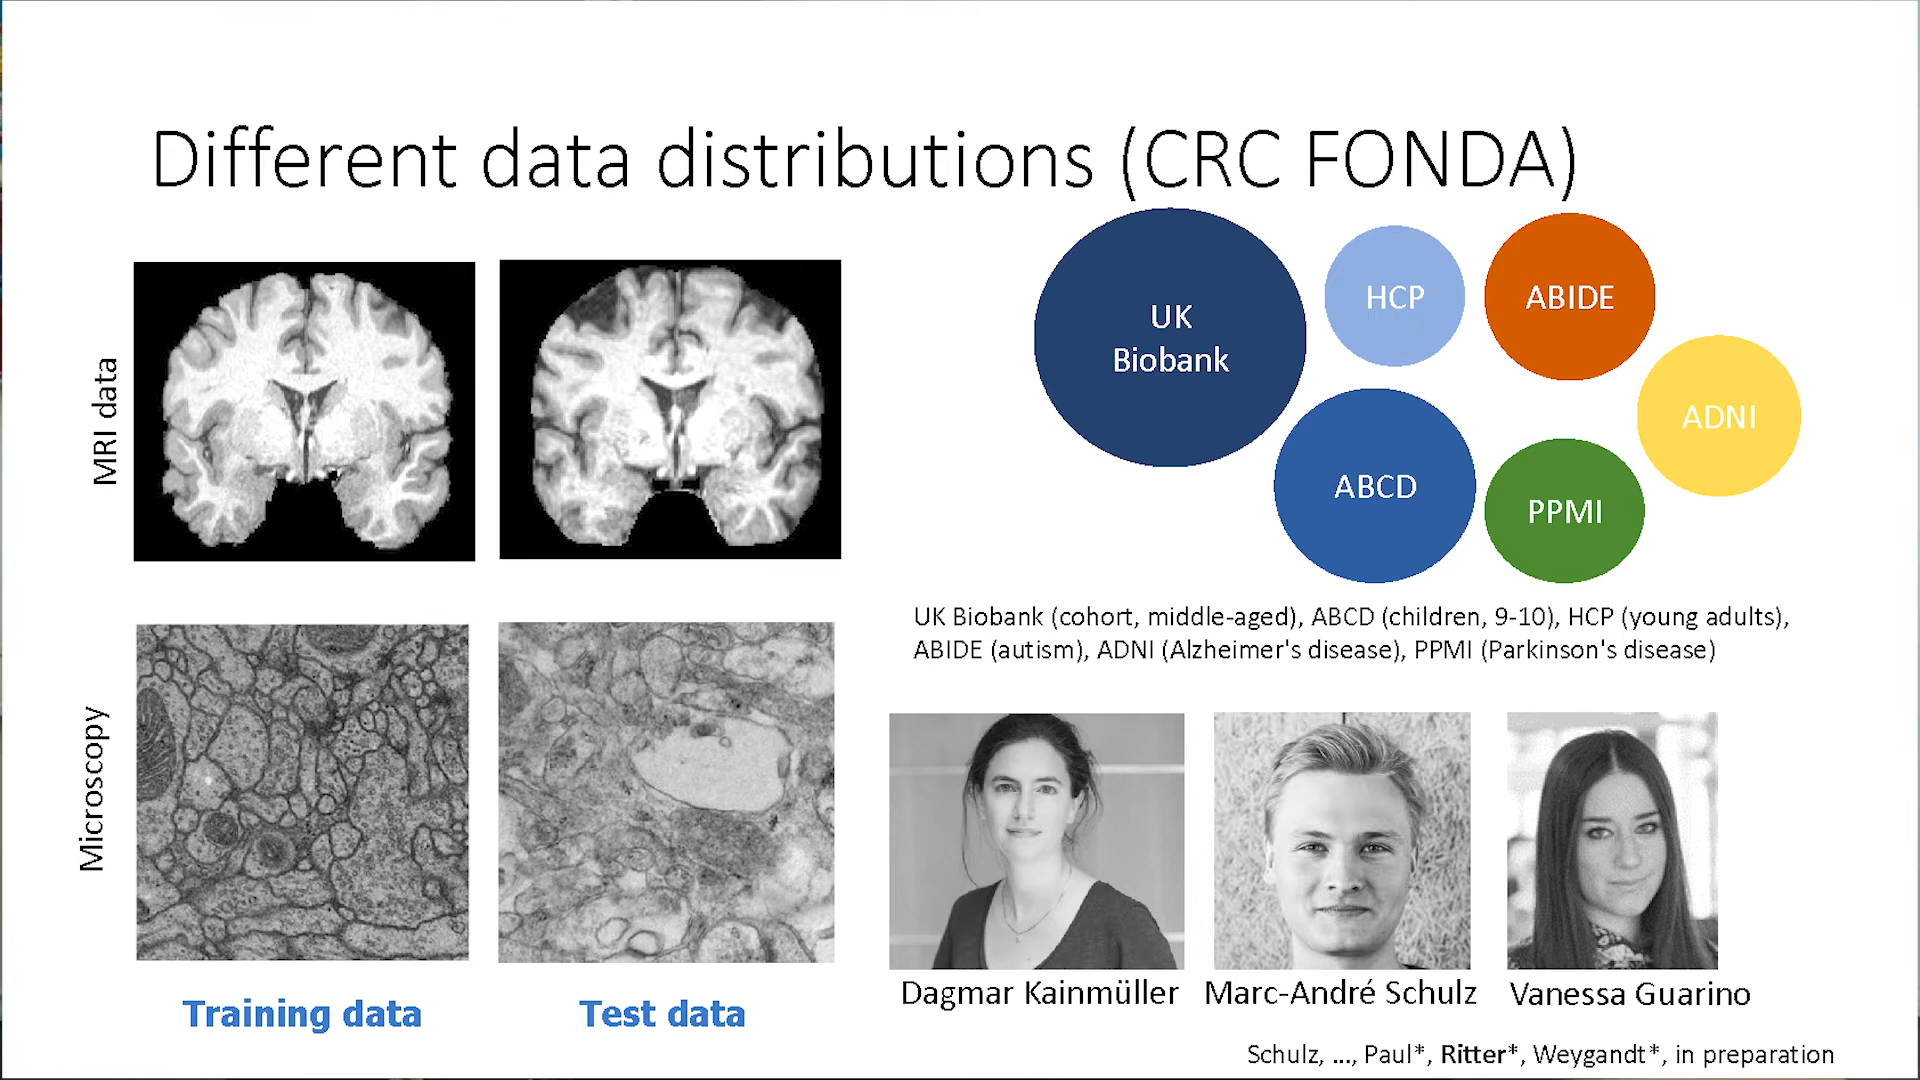 Different data distributions (CRC FONDA)
MRI data
Microscopy
Training data
Test data
UK
Biobank
HCP
ABIDE
ADNI
ABCD
PPMI
UK Biobank (cohort, middle-aged), ABCD (children, 9-10), HCP (young adults),
ABIDE (autism), ADNI (Alzheimer's disease), PPMI (Parkinson's disease)
Dagmar Kainmüller
Marc-André Schulz
Vanessa Guarino
Schulz, ..., Paul*, Ritter*, Weygandt*, in preparation